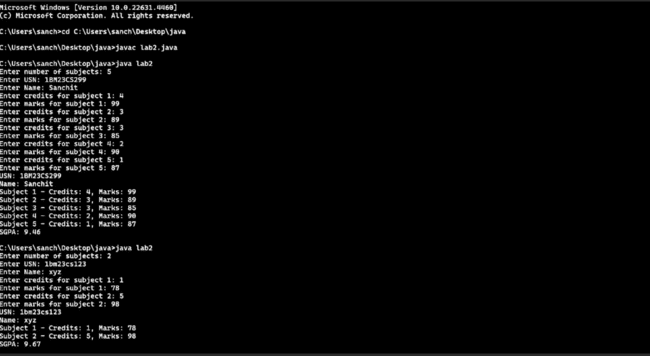 Microsoft Windows [Version 10.0.22631.4460]
(c) Microsoft Corporation. All rights reserved.
C:\Users\sanch>cd C:\Users\sanch\Desktop\java
C:\Users\sanch\Desktop\java>javac lab2.java
C:\Users\sanch\Desktop\java>java lab2
Enter number of subjects: 5
Enter USN: 1BM23CS299
Enter Name: Sanchit
Enter credits for subject 1: 4
Enter marks for subject 1: 99
Enter credits for subject 2: 3
Enter marks for subject 2: 89
Enter credits for subject 3: 3
Enter marks for subject 3: 85
Enter credits for subject 4: 2
Enter marks for subject 4: 90
Enter credits for subject 5: 1
Enter marks for subject 5: 87
USN: 1BM23CS299
Name: Sanchit
Subject 1 - Credits: 4, Marks: 99
Subject 2 - Credits: 3, Marks: 89
Subject 3 - Credits: 3, Marks: 85
Subject 4 - Credits: 2, Marks: 90
Subject 5 - Credits: 1, Marks: 87
SGPA: 9.46
C:\Users\sanch\Desktop\java>java lab2
Enter number of subjects: 2
Enter USN: 1bm23cs123
Enter Name: xyz
Enter credits for subject 1: 1
Enter marks for subject 1: 78
Enter credits for subject 2: 5
Enter marks for subject 2: 98
USN: 1bm23cs123
Name: xyz
Subject 1 - Credits: 1, Marks: 78
Subject 2 - Credits: 5, Marks: 98
SGPA: 9.67